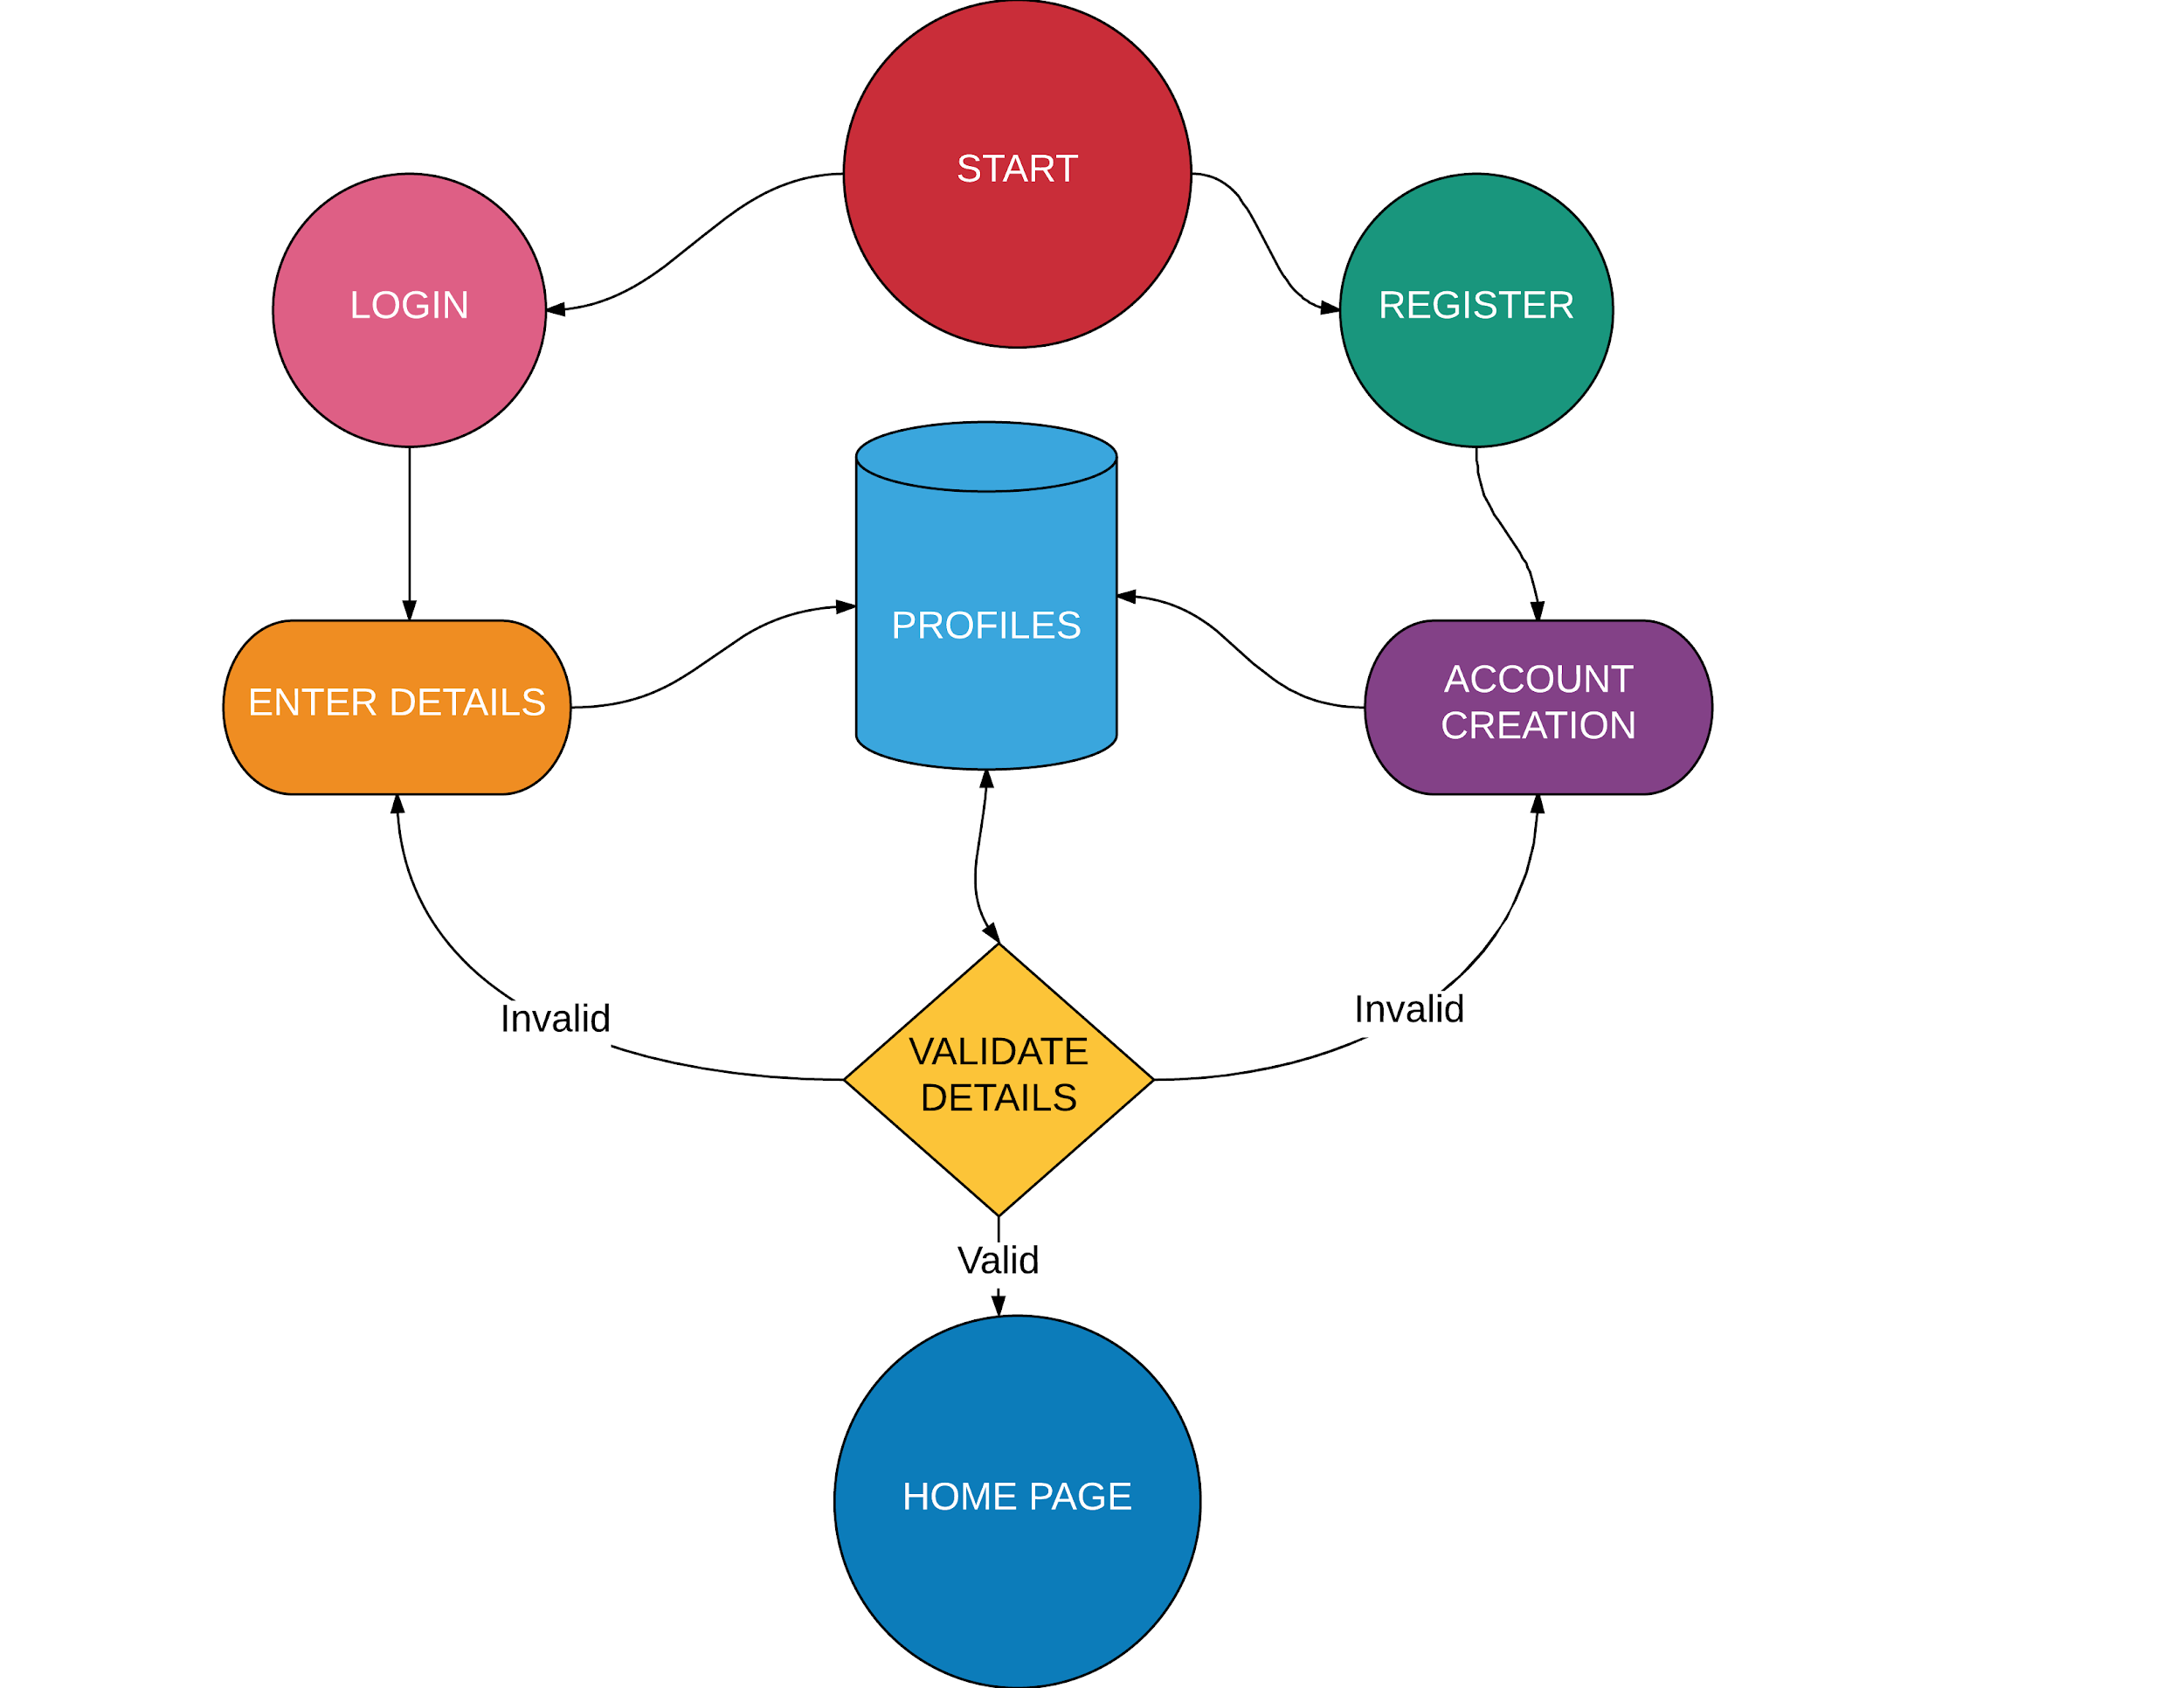 START
LOGIN
REGISTER
PROFILES
ENTER DETAILS
ACCOUNT
CREATION
Invalid
Invalid
VALIDATE
DETAILS
Valid
HOME PAGE